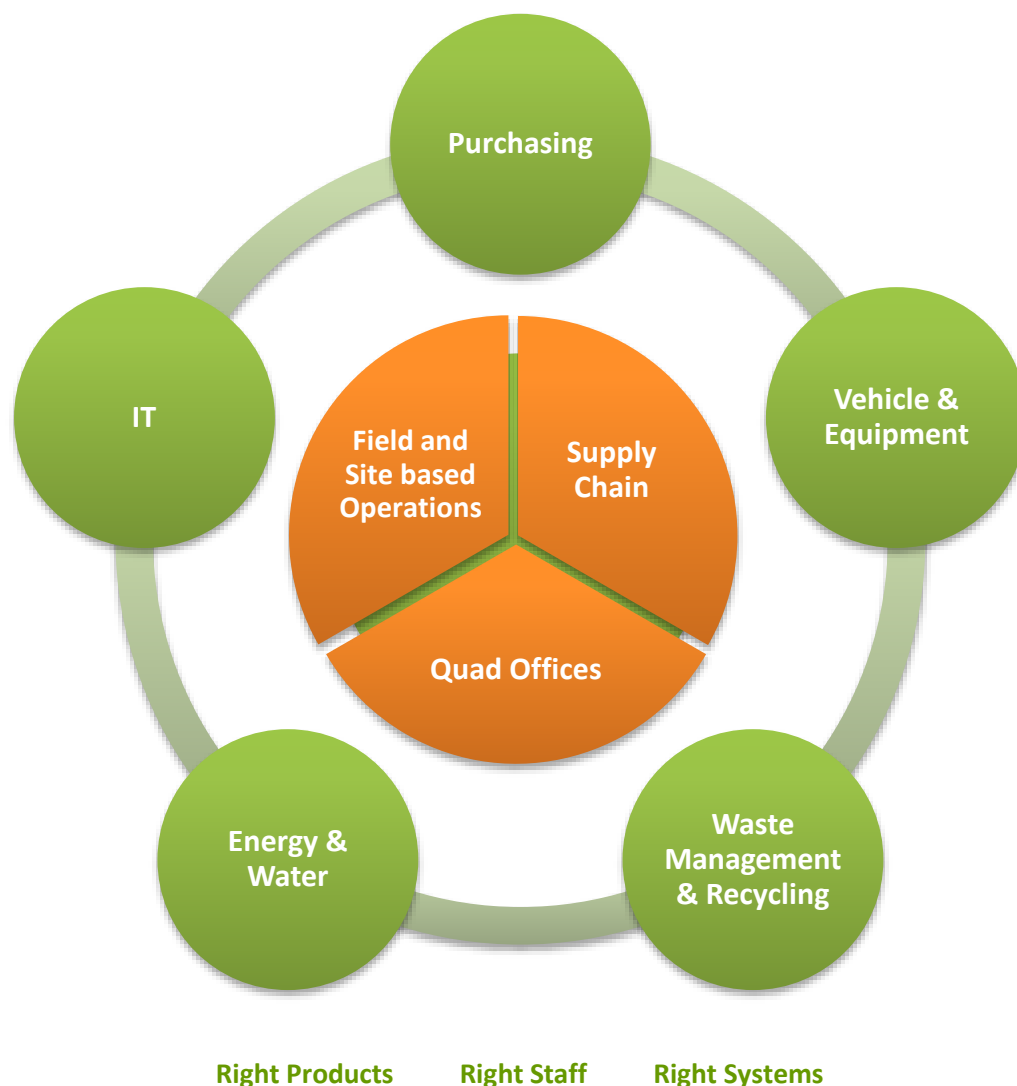 Purchasing
IT
Vehicle &
Equipment
Field and
Site based
Operations
Supply
Chain
Quad Offices
Energy &
Water
Waste
Management
& Recycling
Right Products Right Staff Right Systems